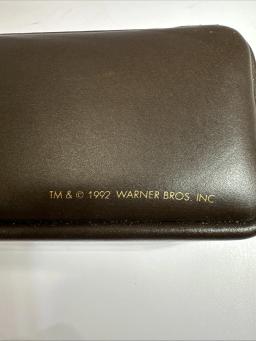 TM & © 1992 WARNER BROS. INC